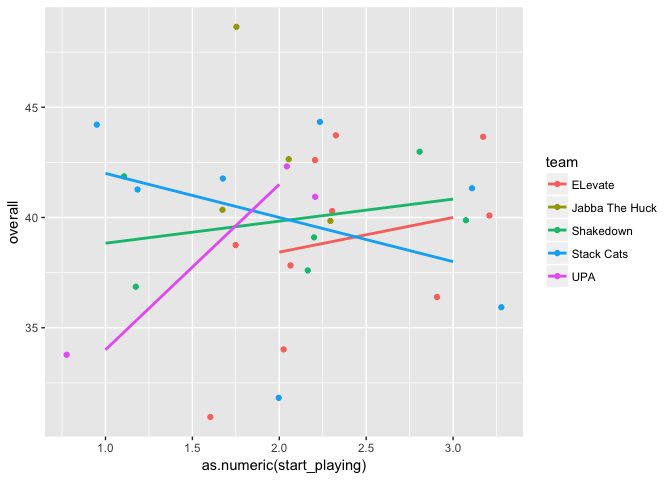 overall
45
40
35
1.0 1.5 2.0 2.5 3.0
as.numeric(start_playing)
team
ELevate
Jabba The Huck
Shakedown
Stack Cats
UPA